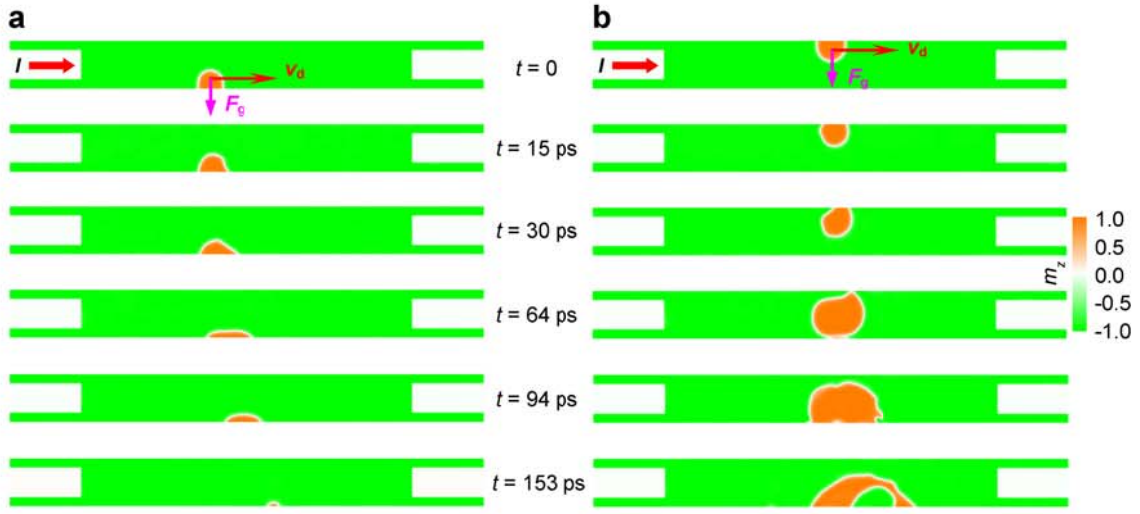 a
b
I
v_d
t = 0
I
v_d
F_g
F_g
t = 15 ps
t = 30 ps
1.0
0.5
m_z
0.0
t = 64 ps
-0.5
-1.0
t = 94 ps
t = 153 ps